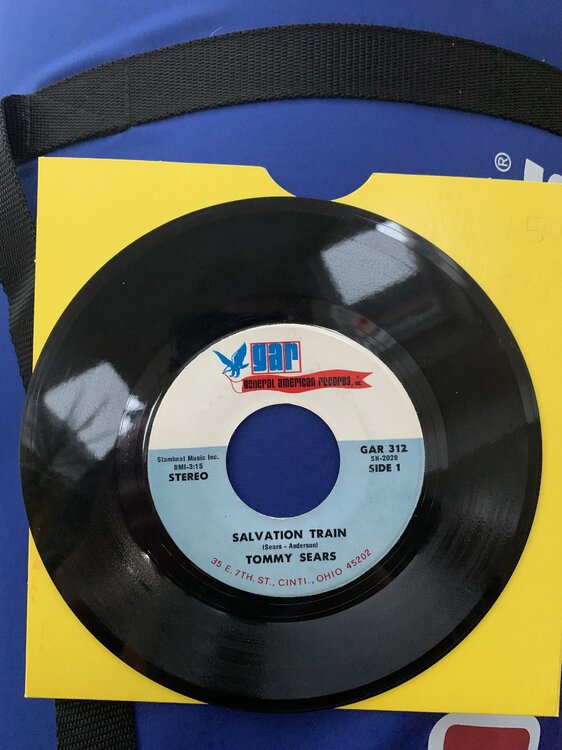 ®
gar
general american records, inc
Stambeat Music Inc.
BMI-3:15
STEREO
GAR 312
SH-2028
SIDE 1
SALVATION TRAIN
(Sears - Anderson)
TOMMY SEARS
35 E. 7TH. ST., CINTI., OHIO 45202